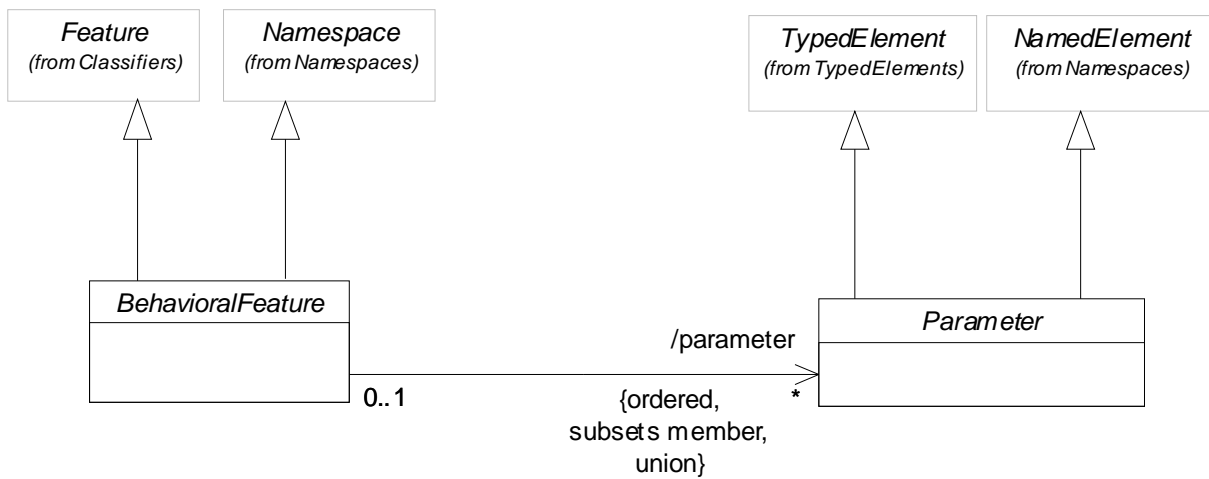 Feature
(from Classifiers)
Namespace
(from Namespaces)
TypedElement
(from TypedElements)
NamedElement
(from Namespaces)
BehavioralFeature
Parameter
/parameter
0..1
*
{ordered,
subsets member,
union}